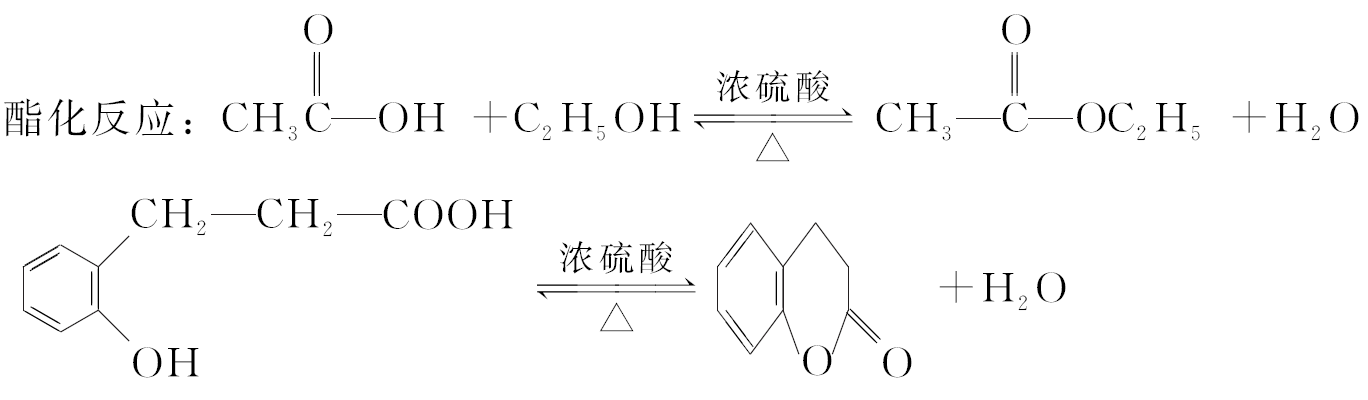 酯化反应：CH3C(=O)—OH +C2H5OH ⇌(浓硫酸/△) CH3—C(=O)—OC2H5 +H2O
CH2—CH2—COOH OH ⇌(浓硫酸/△) O O +H2O